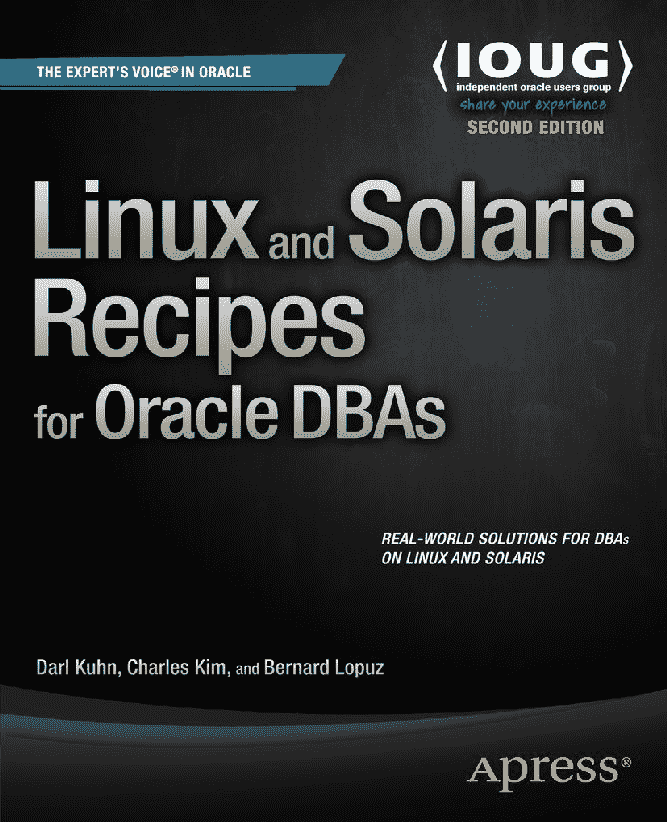 THE EXPERT'S VOICE® IN ORACLE
(IOUG)
independent oracle users group
share your experience
SECOND EDITION
Linux and Solaris
Recipes
for Oracle DBAs
REAL-WORLD SOLUTIONS FOR DBAs
ON LINUX AND SOLARIS
Darl Kuhn, Charles Kim, and Bernard Lopuz
Apress®